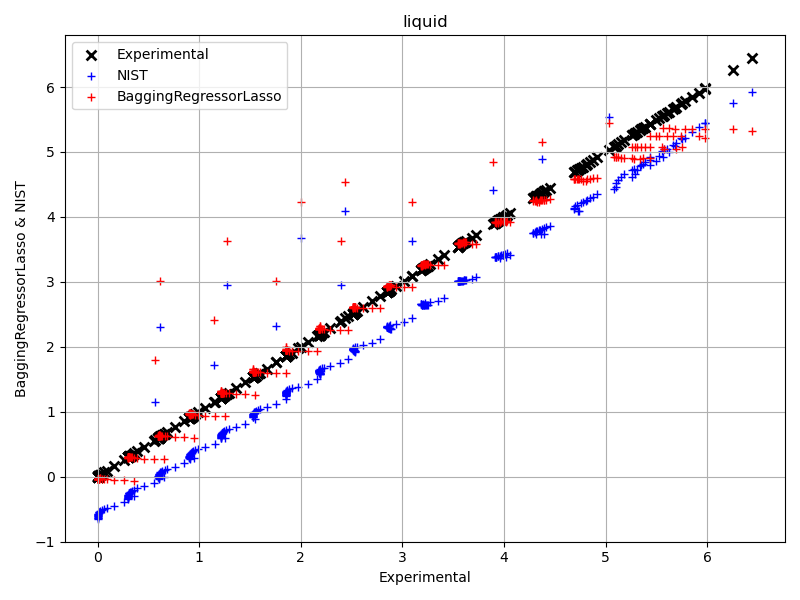 liquid
Experimental
NIST
BaggingRegressorLasso
BaggingRegressorLasso & NIST
6
5
4
3
2
1
0
−1
0 1 2 3 4 5 6
Experimental